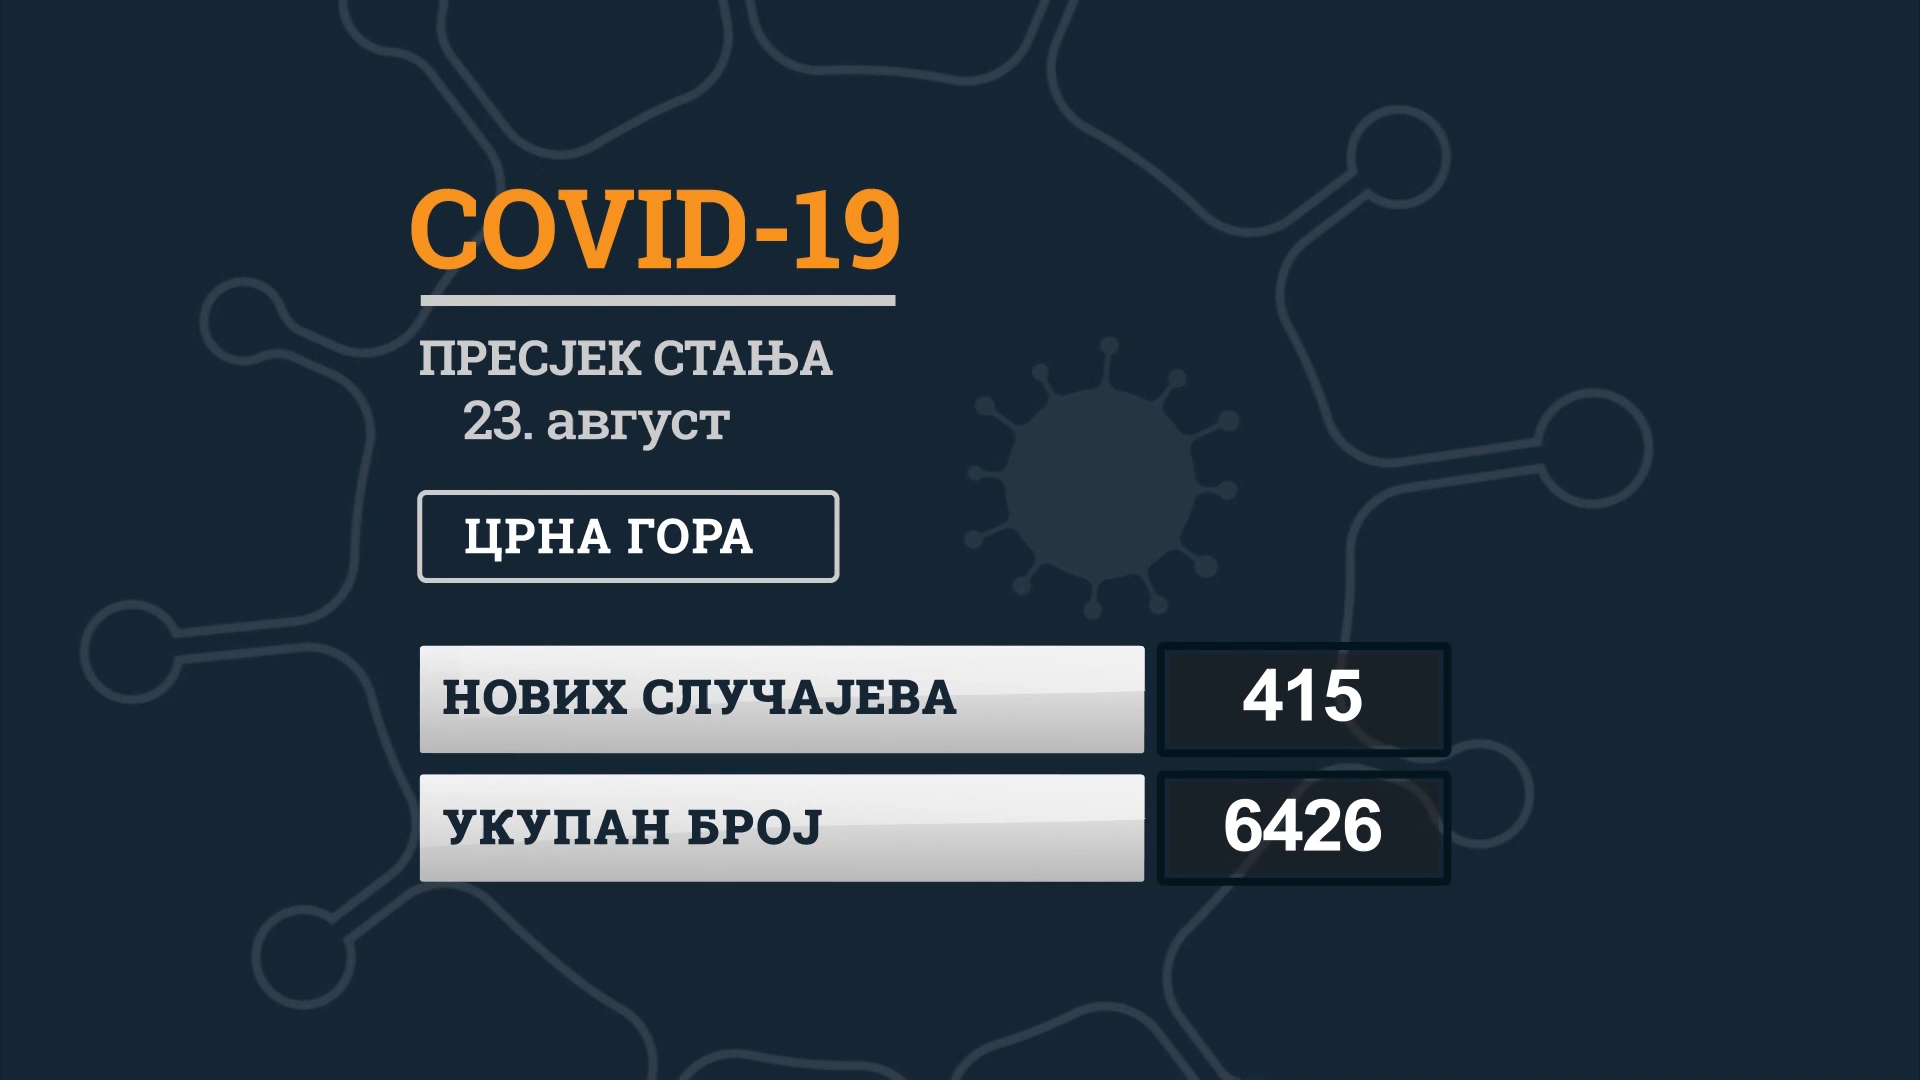 COVID-19
ПРЕСЈЕК СТАЊА
23. август
ЦРНА ГОРА
НОВИХ СЛУЧАЈЕВА 415
УКУПАН БРОЈ 6426